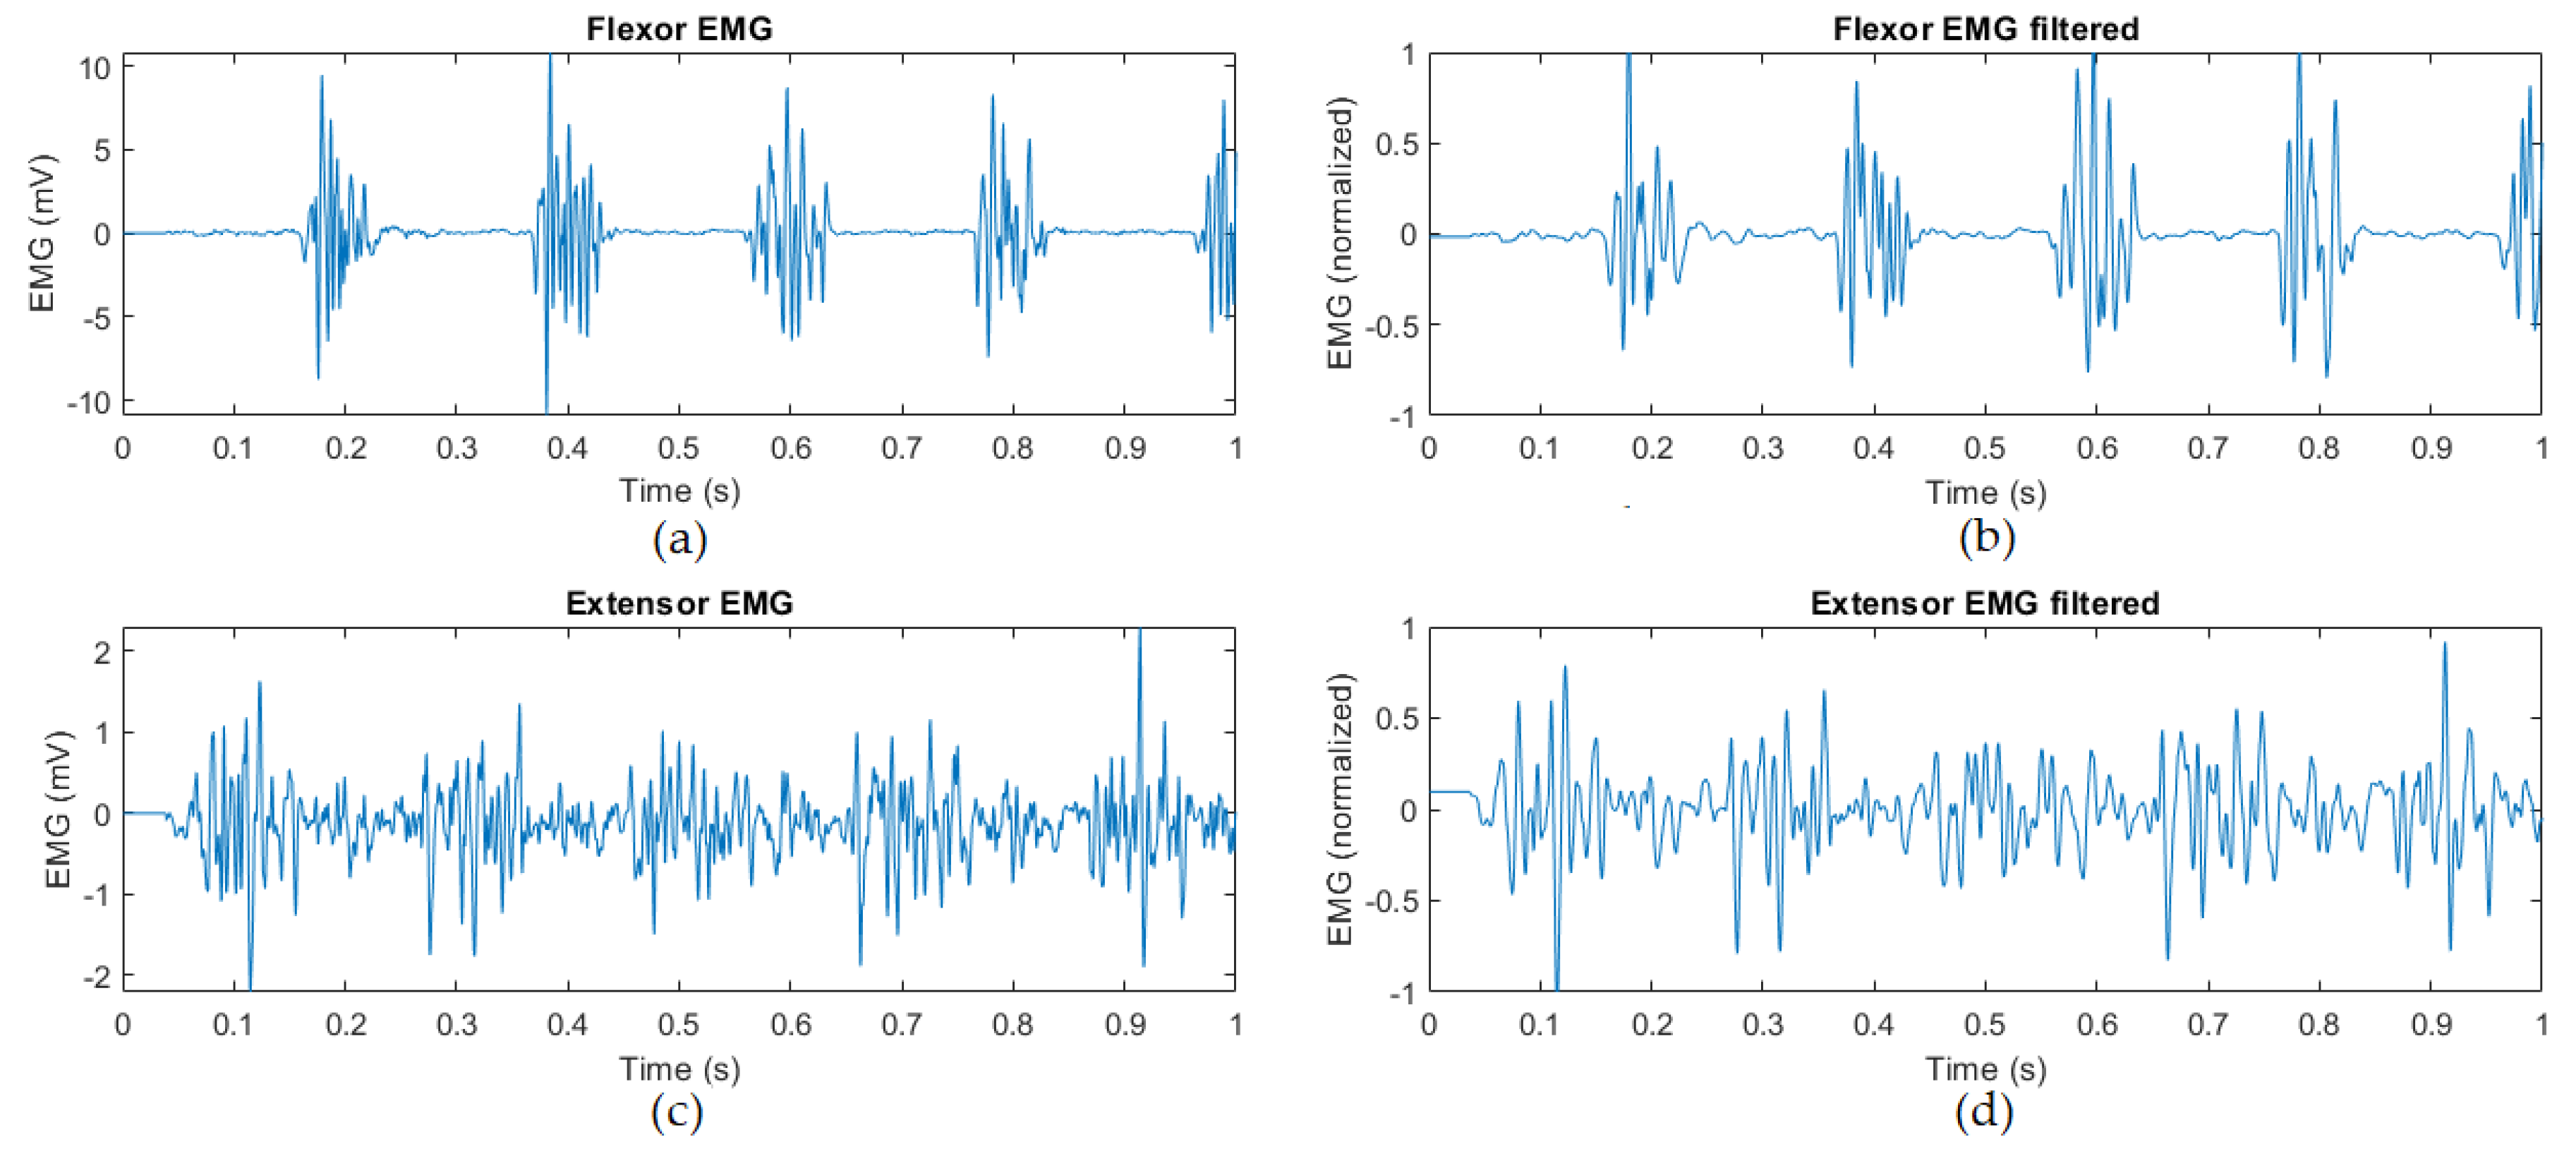 Flexor EMG
EMG (mV)
10
5
0
-5
-10
0 0.1 0.2 0.3 0.4 0.5 0.6 0.7 0.8 0.9 1
Time (s)
(a)
Flexor EMG filtered
EMG (normalized)
1
0.5
0
-0.5
-1
0 0.1 0.2 0.3 0.4 0.5 0.6 0.7 0.8 0.9 1
Time (s)
(b)
Extensor EMG
EMG (mV)
2
1
0
-1
-2
0 0.1 0.2 0.3 0.4 0.5 0.6 0.7 0.8 0.9 1
Time (s)
(c)
Extensor EMG filtered
EMG (normalized)
1
0.5
0
-0.5
-1
0 0.1 0.2 0.3 0.4 0.5 0.6 0.7 0.8 0.9 1
Time (s)
(d)